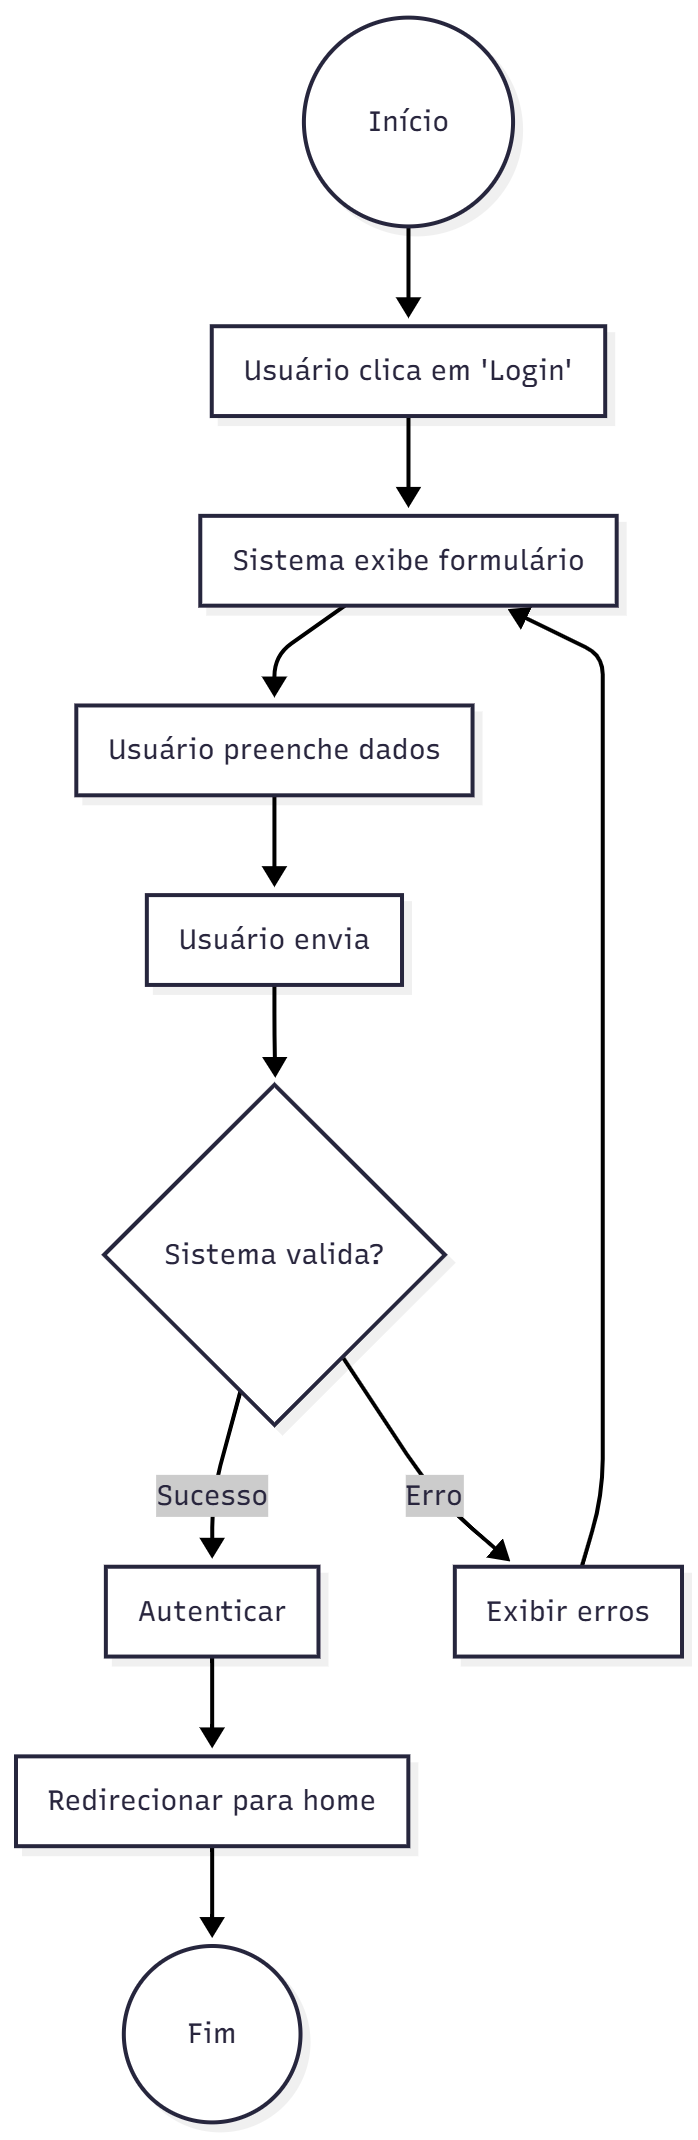 Início
Usuário clica em 'Login'
Sistema exibe formulário
Usuário preenche dados
Usuário envia
Sistema valida?
Sucesso
Erro
Autenticar
Exibir erros
Redirecionar para home
Fim